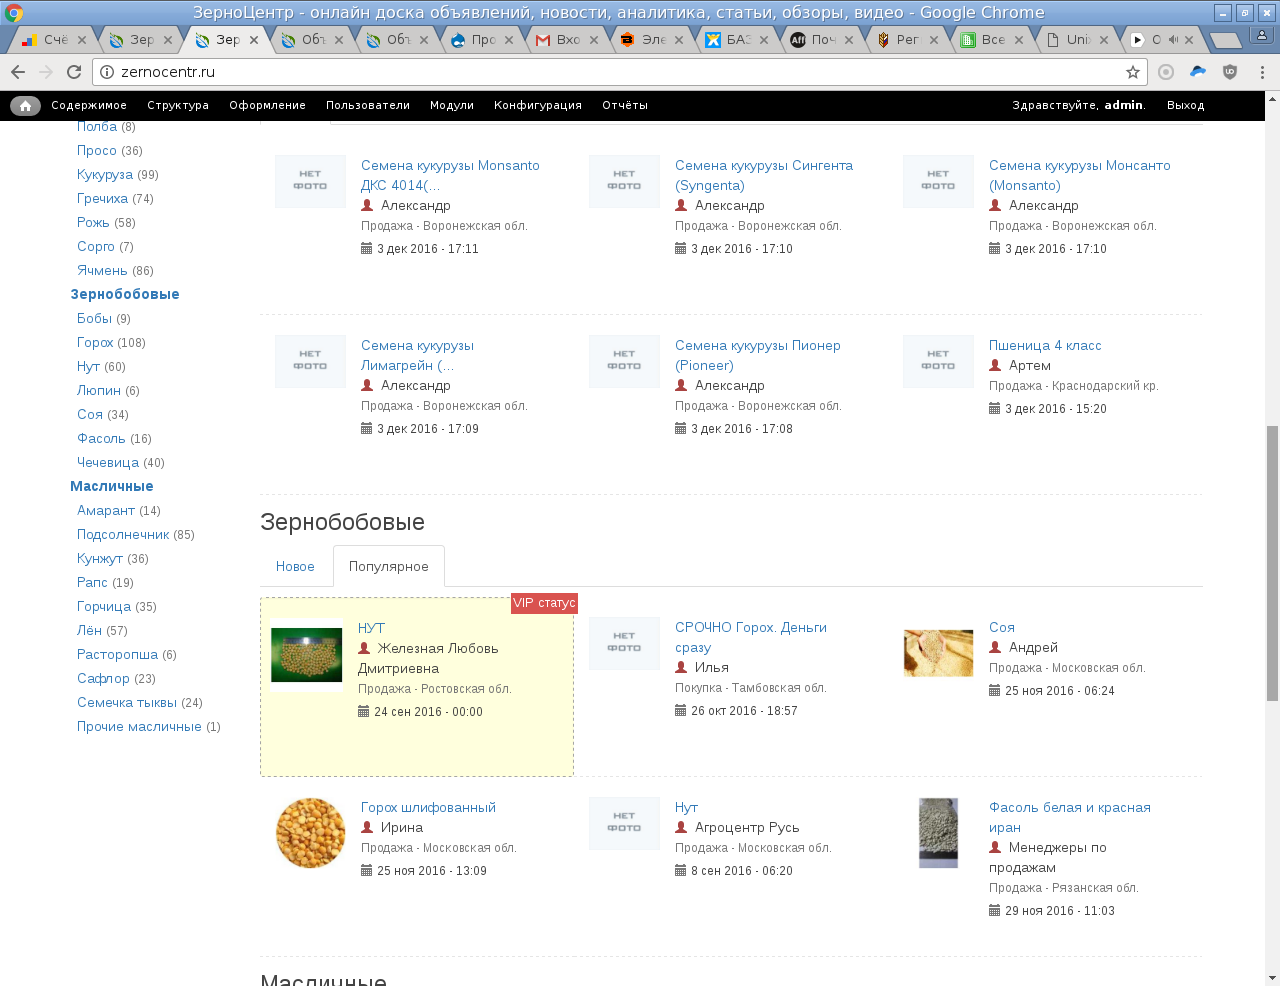 ЗерноЦентр - онлайн доска объявлений, новости, аналитика, статьи, обзоры, видео - Google Chrome
Счё
Зер
Зер
Объ
Объ
Про
Вхо
Эле
БАЗ
Поч
Рег
Все
Unix
zernocentr.ru
Содержимое Структура Оформление Пользователи Модули Конфигурация Отчёты Здравствуйте, admin. Выход
Полба (8)
Просо (36)
Кукуруза (99)
Гречиха (74)
Рожь (58)
Сорго (7)
Ячмень (86)
Зернобобовые
Бобы (9)
Горох (108)
Нут (60)
Люпин (6)
Соя (34)
Фасоль (16)
Чечевица (40)
Масличные
Амарант (14)
Подсолнечник (85)
Кунжут (36)
Рапс (19)
Горчица (35)
Лён (57)
Расторопша (6)
Сафлор (23)
Семечка тыквы (24)
Прочие масличные (1)
НЕТ
ФОТО
Семена кукурузы Monsanto
ДКС 4014(...
Александр
Продажа - Воронежская обл.
3 дек 2016 - 17:11
НЕТ
ФОТО
Семена кукурузы Сингента
(Syngenta)
Александр
Продажа - Воронежская обл.
3 дек 2016 - 17:10
НЕТ
ФОТО
Семена кукурузы Монсанто
(Monsanto)
Александр
Продажа - Воронежская обл.
3 дек 2016 - 17:10
НЕТ
ФОТО
Семена кукурузы
Лимагрейн (...
Александр
Продажа - Воронежская обл.
3 дек 2016 - 17:09
НЕТ
ФОТО
Семена кукурузы Пионер
(Pioneer)
Александр
Продажа - Воронежская обл.
3 дек 2016 - 17:08
НЕТ
ФОТО
Пшеница 4 класс
Артем
Продажа - Краснодарский кр.
3 дек 2016 - 15:20
Зернобобовые
Новое Популярное
VIP статус
НУТ
Железная Любовь
Дмитриевна
Продажа - Ростовская обл.
24 сен 2016 - 00:00
НЕТ
ФОТО
СРОЧНО Горох. Деньги
сразу
Илья
Покупка - Тамбовская обл.
26 окт 2016 - 18:57
Соя
Андрей
Продажа - Московская обл.
25 ноя 2016 - 06:24
Горох шлифованный
Ирина
Продажа - Московская обл.
25 ноя 2016 - 13:09
НЕТ
ФОТО
Нут
Агроцентр Русь
Продажа - Московская обл.
8 сен 2016 - 06:20
Фасоль белая и красная
иран
Менеджеры по
продажам
Продажа - Рязанская обл.
29 ноя 2016 - 11:03
Масличные